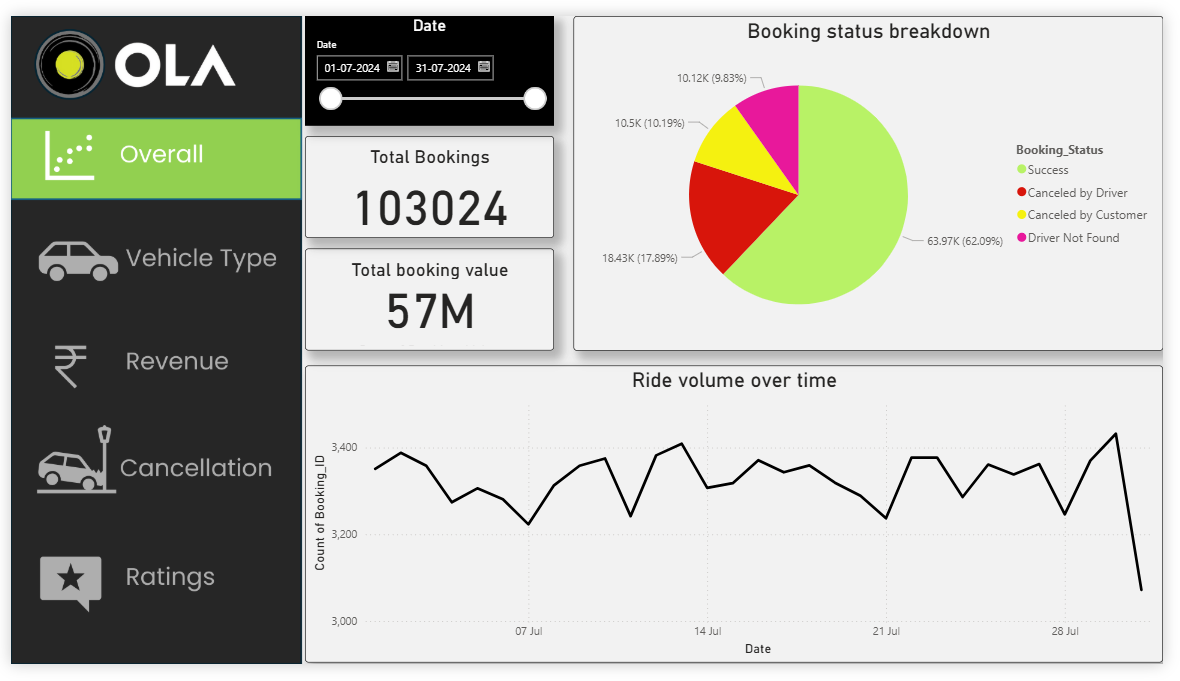 OLA
Overall
Vehicle Type
Revenue
Cancellation
Ratings
Date
Date
01-07-2024 31-07-2024
Total Bookings
103024
Total booking value
57M
Booking status breakdown
10.12K (9.83%)
10.5K (10.19%)
18.43K (17.89%)
63.97K (62.09%)
Booking_Status
Success
Canceled by Driver
Canceled by Customer
Driver Not Found
Ride volume over time
Count of Booking_ID
3,400
3,200
3,000
07 Jul 14 Jul 21 Jul 28 Jul
Date